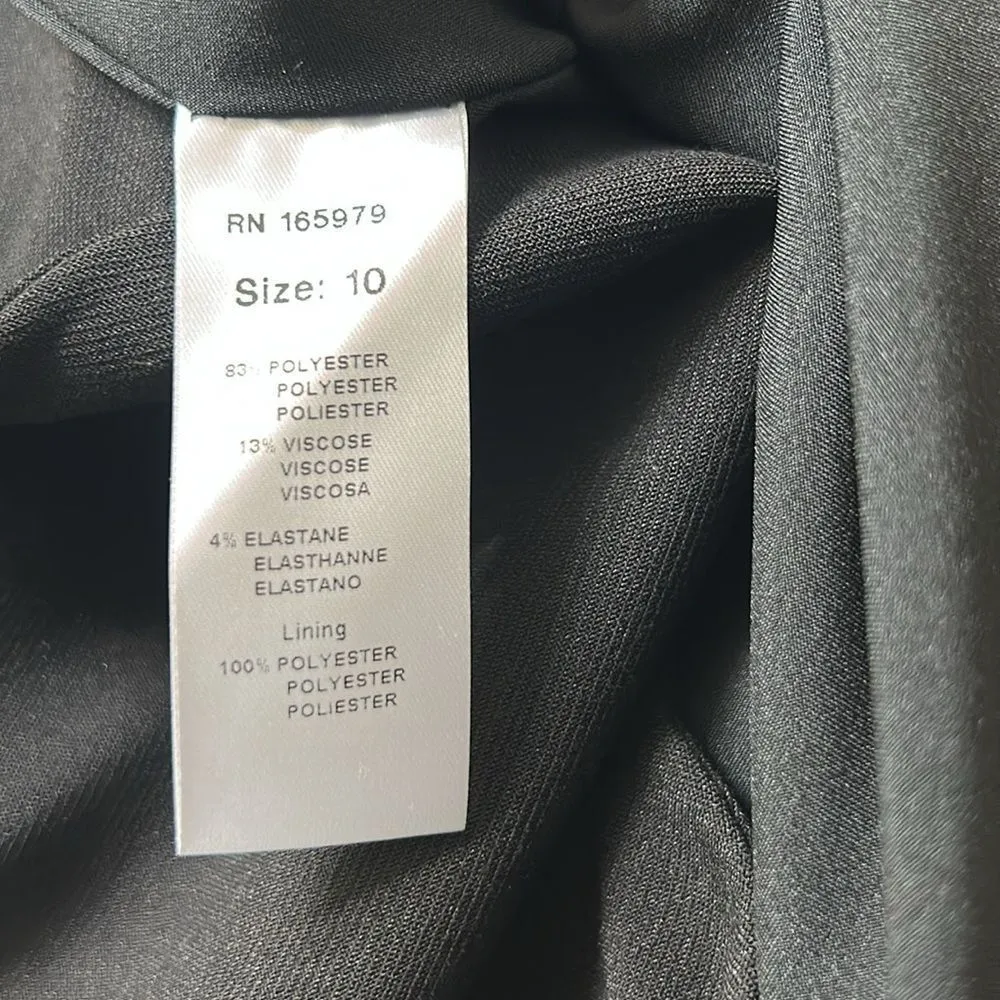 RN 165979
Size: 10
83% POLYESTER
POLYESTER
POLIESTER
13% VISCOSE
VISCOSE
VISCOSA
4% ELASTANE
ELASTHANNE
ELASTANO
Lining
100% POLYESTER
POLYESTER
POLIESTER